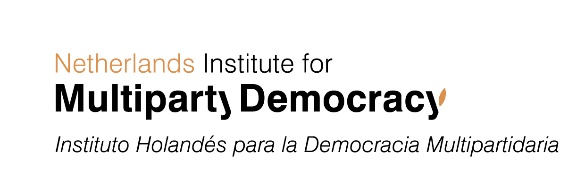 Netherlands Institute for
Multiparty Democracy
Instituto Holandés para la Democracia Multipartidaria